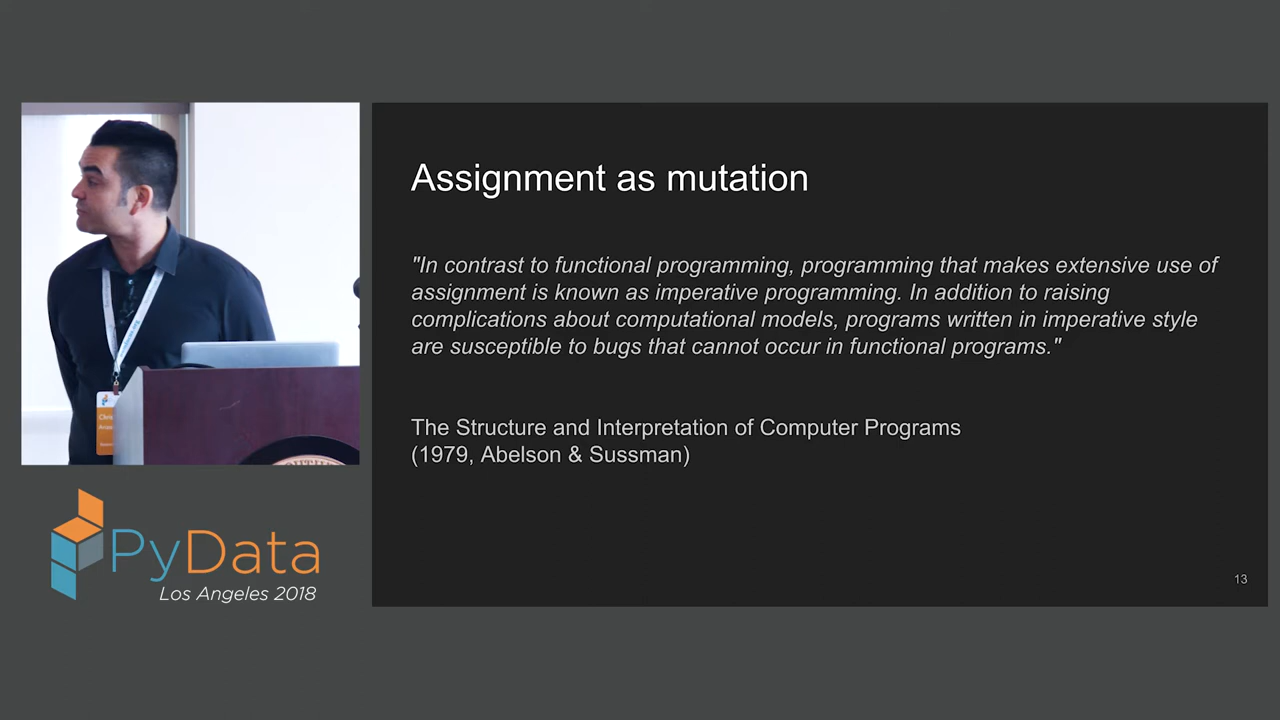 Assignment as mutation
"In contrast to functional programming, programming that makes extensive use of
assignment is known as imperative programming. In addition to raising
complications about computational models, programs written in imperative style
are susceptible to bugs that cannot occur in functional programs."
The Structure and Interpretation of Computer Programs
(1979, Abelson & Sussman)
13
Chris
PyData
Los Angeles 2018